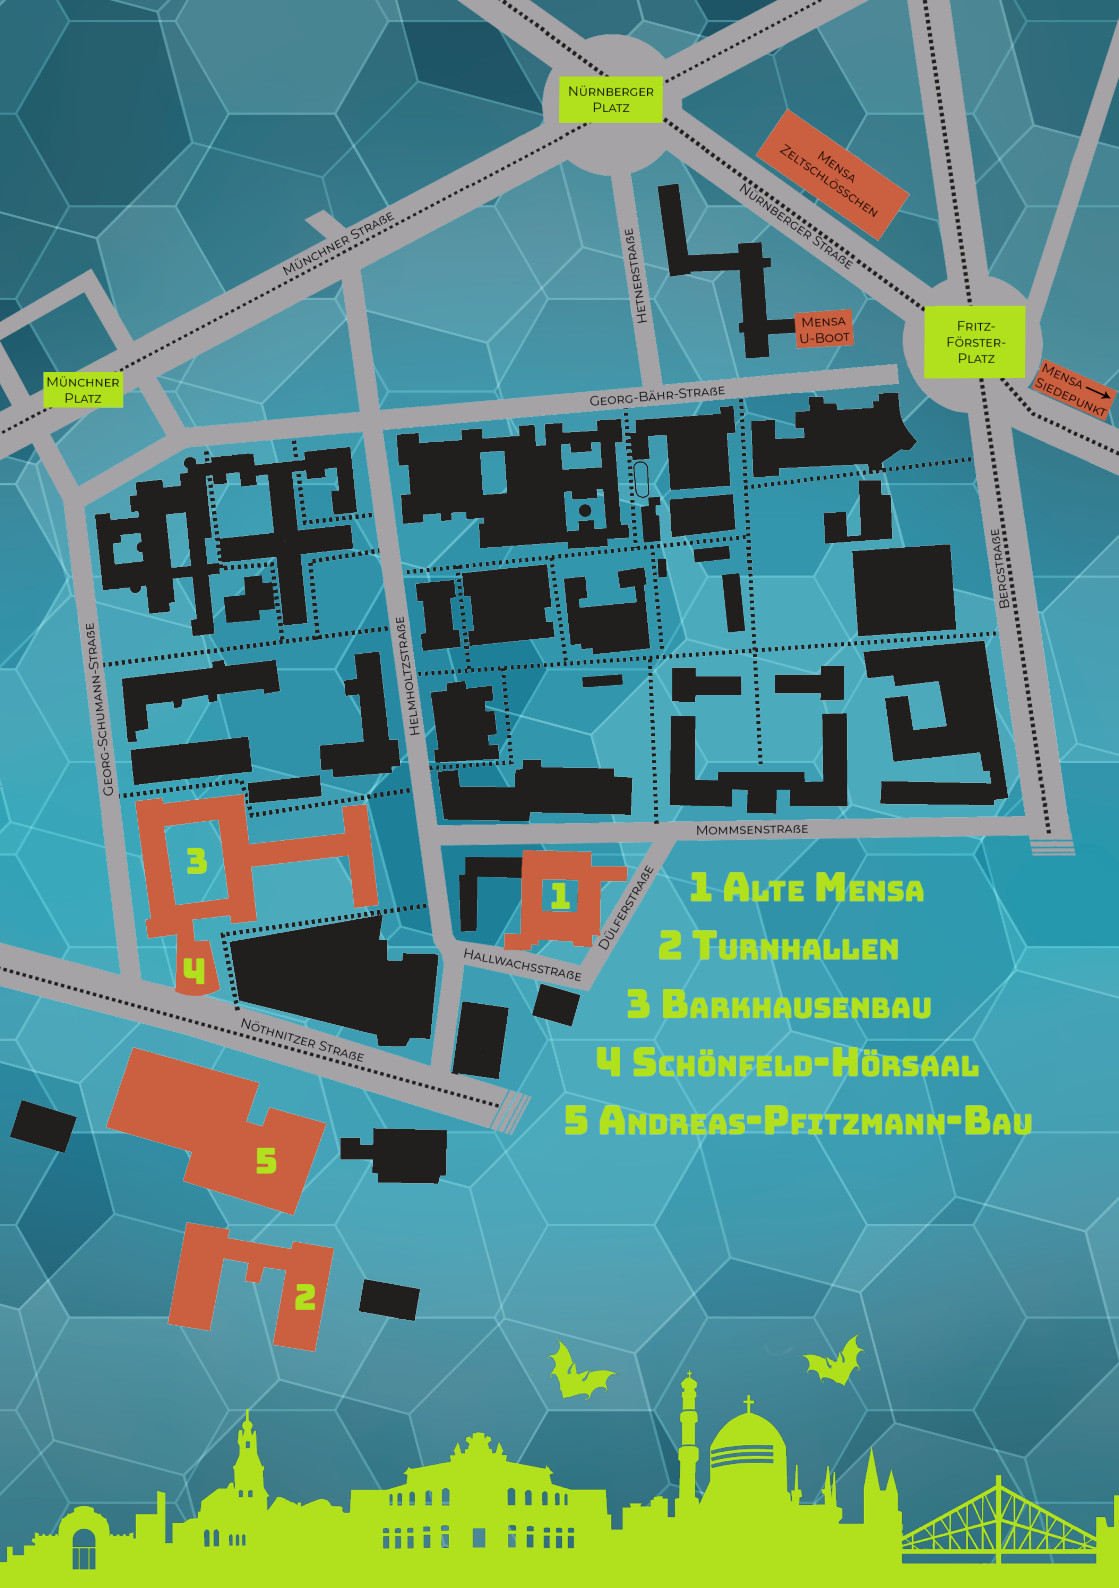 Nürnberger
Platz
Mensa
Zeltschlösschen
Nürnberger Straße
Münchner Straße
Hetnerstraße
Mensa
U-Boot
Fritz-
Förster-
Platz
Mensa
Siedepunkt
Münchner
Platz
Georg-Bähr-Straße
Bergstraße
Georg-Schumann-Straße
Helmholtzstraße
Mommsenstraße
3
1
Dülferstraße
Hallwachsstraße
4
Nöthnitzer Straße
1 Alte Mensa
2 Turnhallen
3 Barkhausenbau
4 Schönfeld-Hörsaal
5 Andreas-Pfitzmann-Bau
5
2